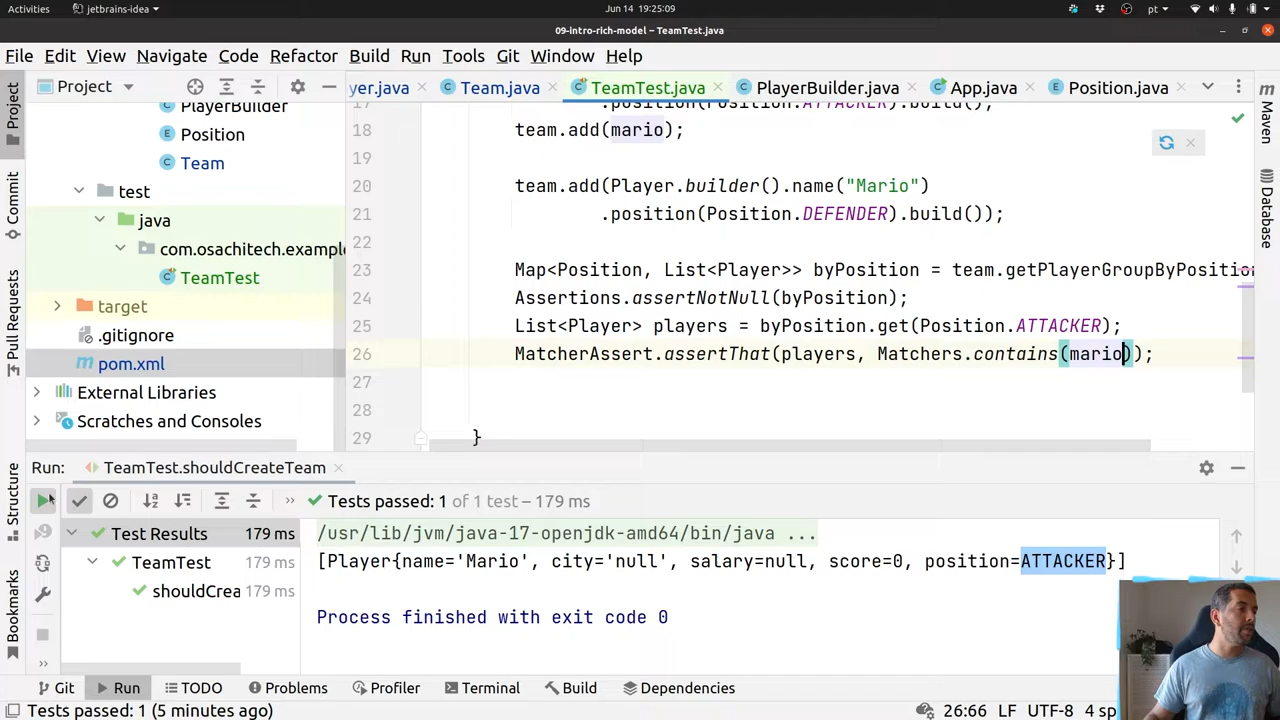 Activities
jetbrains-idea
Jun 14 19:25:09
pt
09-intro-rich-model – TeamTest.java
File Edit View Navigate Code Refactor Build Run Tools Git Window Help
Project
yer.java
Team.java
TeamTest.java
PlayerBuilder.java
App.java
Position.java
PlayerBuilder
Position
Team
test
java
com.osachitech.example
TeamTest
target
.gitignore
pom.xml
External Libraries
Scratches and Consoles
17 .position(Position.ATTACKER).build();
18 team.add(mario);
19
20 team.add(Player.builder().name("Mario")
21 .position(Position.DEFENDER).build());
22
23 Map<Position, List<Player>> byPosition = team.getPlayerGroupByPosition
24 Assertions.assertNotNull(byPosition);
25 List<Player> players = byPosition.get(Position.ATTACKER);
26 MatcherAssert.assertThat(players, Matchers.contains(mario));
27
28
29 }
Project
Commit
Pull Requests
Structure
Bookmarks
Maven
Database
Run: TeamTest.shouldCreateTeam
Tests passed: 1 of 1 test – 179 ms
Test Results 179 ms
TeamTest 179 ms
shouldCrea 179 ms
/usr/lib/jvm/java-17-openjdk-amd64/bin/java ...
[Player{name='Mario', city='null', salary=null, score=0, position=ATTACKER}]
Process finished with exit code 0
Git Run TODO Problems Profiler Terminal Build Dependencies
Tests passed: 1 (5 minutes ago)
26:66 LF UTF-8 4 sp